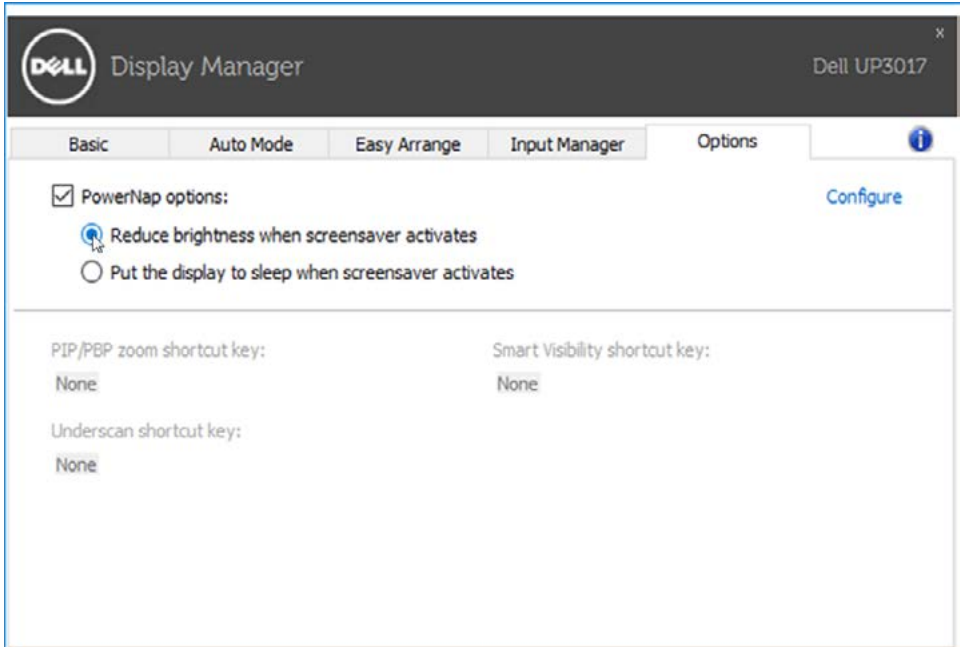 x
DELL Display Manager Dell UP3017
Basic Auto Mode Easy Arrange Input Manager Options i
PowerNap options: Configure
Reduce brightness when screensaver activates
Put the display to sleep when screensaver activates
PIP/PBP zoom shortcut key: Smart Visibility shortcut key:
None None
Underscan shortcut key:
None